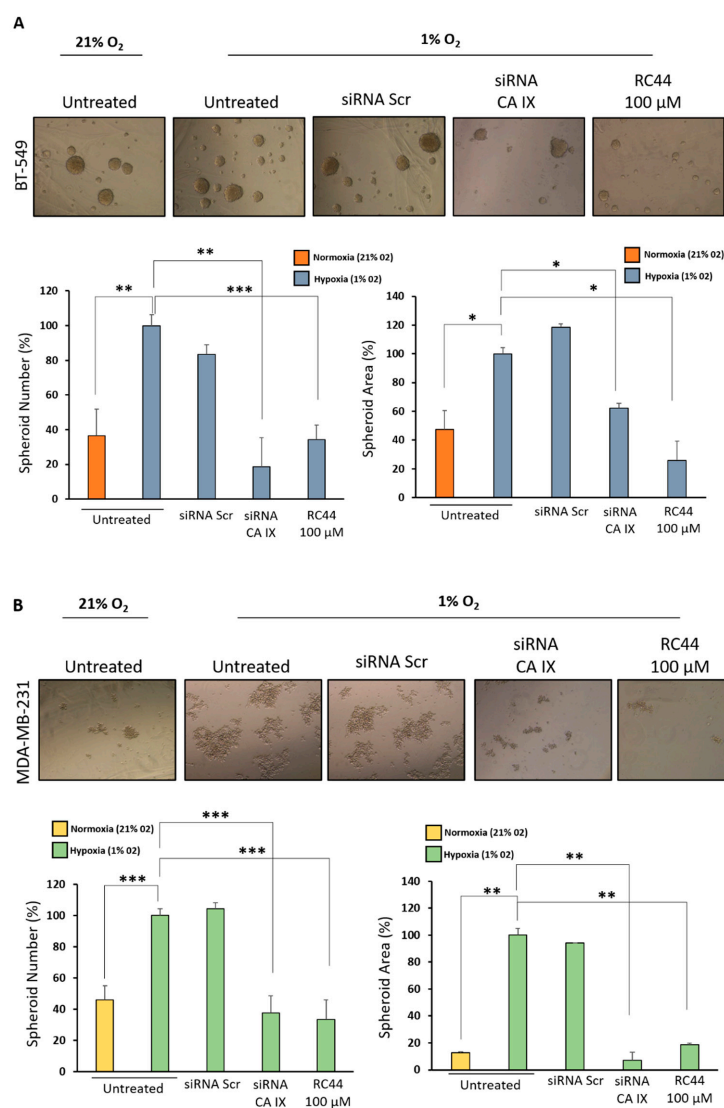 A
21% O2
1% O2
Untreated
Untreated
siRNA Scr
siRNA
CA IX
RC44
100 µM
BT-549
Normoxia (21% 02)
Hypoxia (1% 02)
**
**
***
Spheroid Number (%)
120
100
80
60
40
20
0
Untreated
siRNA Scr
siRNA
CA IX
RC44
100 µM
Normoxia (21% 02)
Hypoxia (1% 02)
*
*
*
Spheroid Area (%)
140
120
100
80
60
40
20
0
Untreated
siRNA Scr
siRNA
CA IX
RC44
100 µM
B
21% O2
1% O2
Untreated
Untreated
siRNA Scr
siRNA
CA IX
RC44
100 µM
MDA-MB-231
Normoxia (21% 02)
Hypoxia (1% 02)
***
***
***
Spheroid Number (%)
120
100
80
60
40
20
0
Untreated
siRNA Scr
siRNA
CA IX
RC44
100 µM
Normoxia (21% 02)
Hypoxia (1% 02)
**
**
**
Spheroid Area (%)
140
120
100
80
60
40
20
0
Untreated
siRNA Scr
siRNA
CA IX
RC44
100 µM